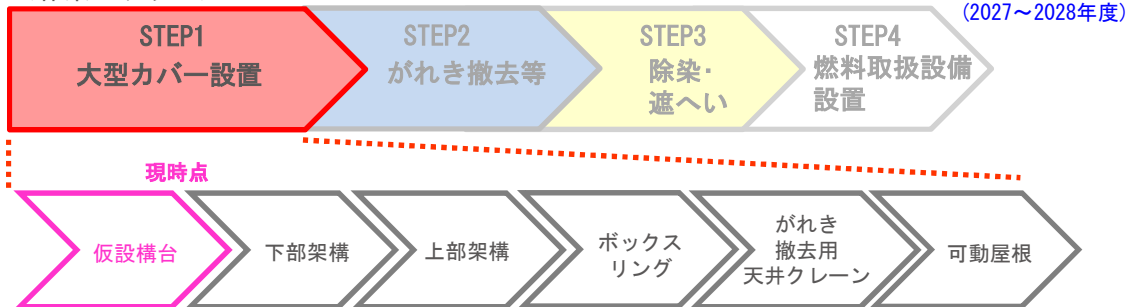 (2027～2028年度)
STEP1
大型カバー設置
STEP2
がれき撤去等
STEP3
除染・
遮へい
STEP4
燃料取扱設備
設置
現時点
仮設構台
下部架構
上部架構
ボックス
リング
がれき
撤去用
天井クレーン
可動屋根